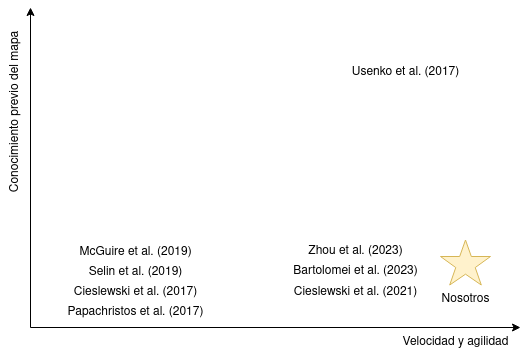 Conocimiento previo del mapa
Usenko et al. (2017)
McGuire et al. (2019)
Selin et al. (2019)
Cieslewski et al. (2017)
Papachristos et al. (2017)
Zhou et al. (2023)
Bartolomei et al. (2023)
Cieslewski et al. (2021)
Nosotros
Velocidad y agilidad